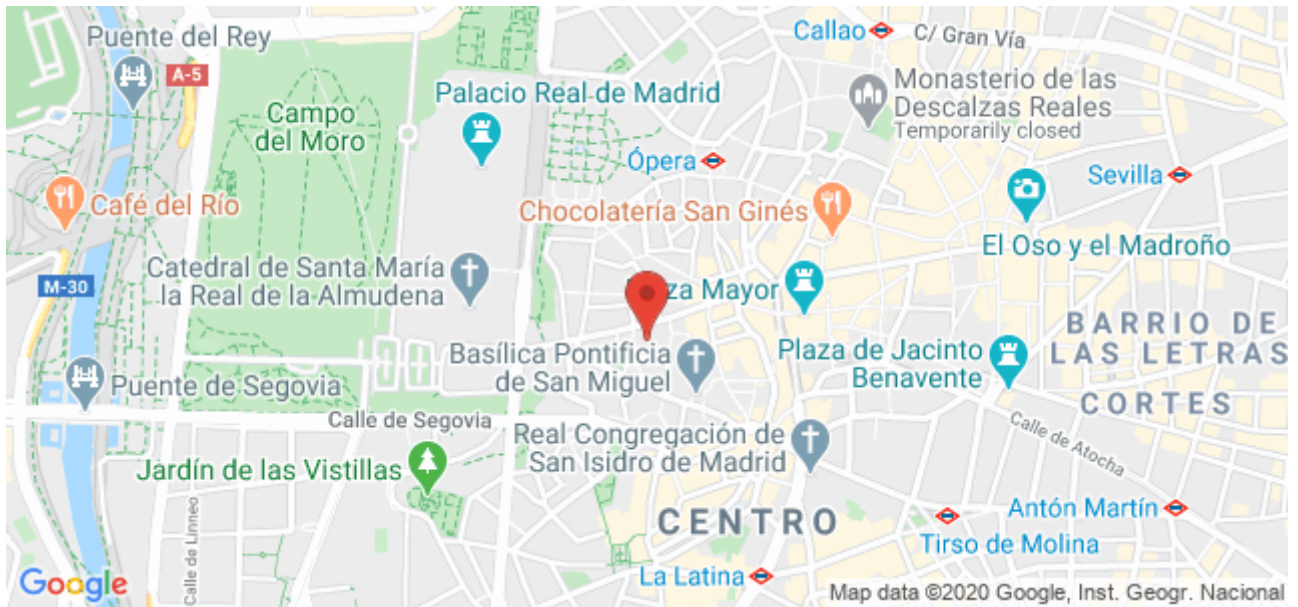 Puente del Rey
A-5
Callao
C/ Gran Vía
Palacio Real de Madrid
Monasterio de las
Descalzas Reales
Temporarily closed
Campo
del Moro
Ópera
Sevilla
Café del Río
Chocolatería San Ginés
El Oso y el Madroño
Catedral de Santa María
la Real de la Almudena
M-30
Mayor
BARRIO DE
LAS LETRAS
CORTES
Basílica Pontificia
de San Miguel
Plaza de Jacinto
Benavente
Puente de Segovia
Calle de Segovia
Calle de Atocha
Real Congregación de
San Isidro de Madrid
Jardín de las Vistillas
Calle de Linneo
CENTRO
Antón Martín
Tirso de Molina
La Latina
Google
Map data ©2020 Google, Inst. Geogr. Nacional